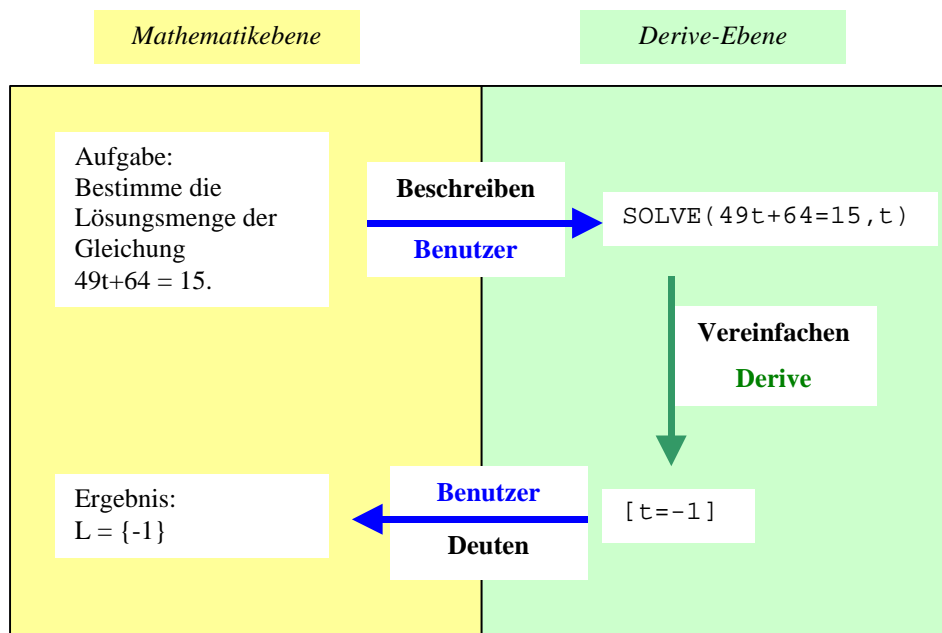 Mathematikebene
Derive-Ebene
Aufgabe:
Bestimme die
Lösungsmenge der
Gleichung
49t+64 = 15.
Beschreiben
Benutzer
SOLVE(49t+64=15,t)
Vereinfachen
Derive
Ergebnis:
L = {-1}
Benutzer
Deuten
[t=-1]